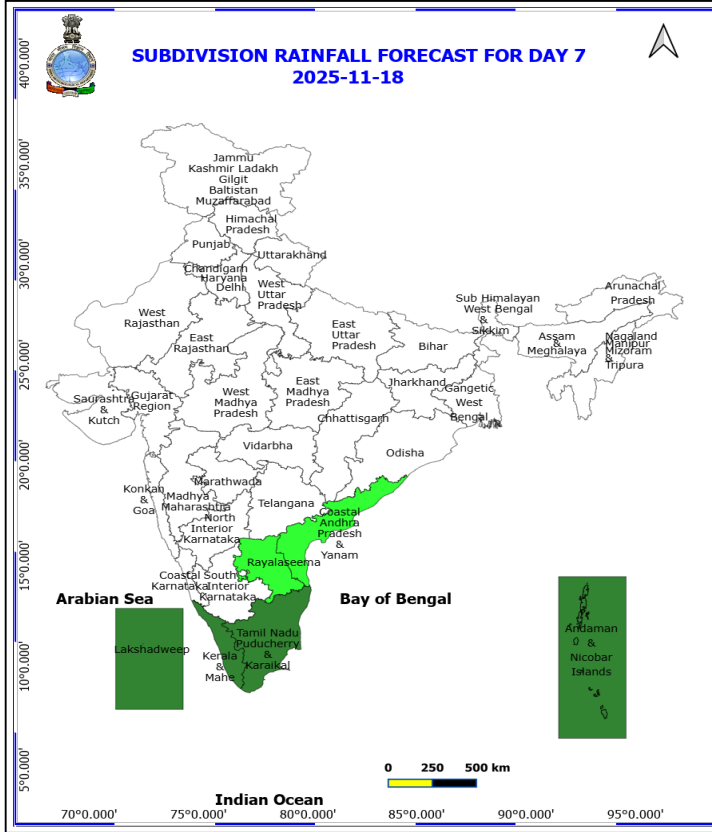 SUBDIVISION RAINFALL FORECAST FOR DAY 7
2025-11-18
40°0.000'
35°0.000'
30°0.000'
25°0.000'
20°0.000'
15°0.000'
10°0.000'
5°0.000'
Jammu
Kashmir Ladakh
Gilgit
Baltistan
Muzaffarabad
Himachal
Pradesh
Punjab
Uttarakhand
Chandigarh
Haryana
Delhi
West
Uttar
Pradesh
West
Rajasthan
East
Rajasthan
East
Uttar
Pradesh
Bihar
Sub Himalayan
West Bengal
&
Sikkim
Arunachal
Pradesh
Assam
&
Meghalaya
Nagaland
Manipur
Mizoram
&
Tripura
Saurashtra
&
Kutch
Gujarat
Region
West
Madhya
Pradesh
East
Madhya
Pradesh
Jharkhand
Gangetic
West
Bengal
Chhattisgarh
Odisha
Vidarbha
Konkan
&
Goa
Marathwada
Madhya
Maharashtra
North
Interior
Karnataka
Telangana
Coastal
Andhra
Pradesh
&
Yanam
Rayalaseema
Coastal
Karnataka
South
Interior
Karnataka
Arabian Sea
Bay of Bengal
Lakshadweep
Kerala
&
Mahe
Tamil Nadu
Puducherry
&
Karaikal
Andaman
&
Nicobar
Islands
0 250 500 km
Indian Ocean
70°0.000' 75°0.000' 80°0.000' 85°0.000' 90°0.000' 95°0.000'